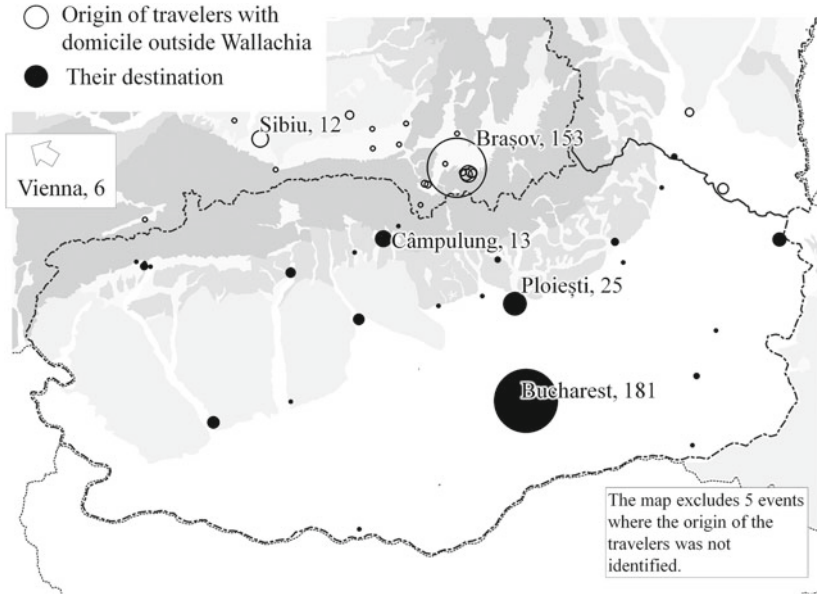 Origin of travelers with
domicile outside Wallachia
Their destination
Sibiu, 12
Brașov, 153
Vienna, 6
Câmpulung, 13
Ploiești, 25
Bucharest, 181
The map excludes 5 events
where the origin of the
travelers was not
identified.